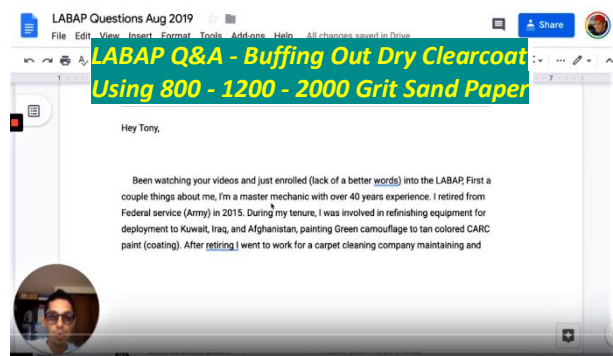 LABAP Questions Aug 2019
File Edit View Insert Format Tools Add-ons Help All changes saved in Drive
Share
LABAP Q&A - Buffing Out Dry Clearcoat
Using 800 - 1200 - 2000 Grit Sand Paper
1
7
Hey Tony,
Been watching your videos and just enrolled (lack of a better words) into the LABAP, First a
couple things about me, I'm a master mechanic with over 40 years experience. I retired from
Federal service (Army) in 2015. During my tenure, I was involved in refinishing equipment for
deployment to Kuwait, Iraq, and Afghanistan, painting Green camouflage to tan colored CARC
paint (coating). After retiring I went to work for a carpet cleaning company maintaining and